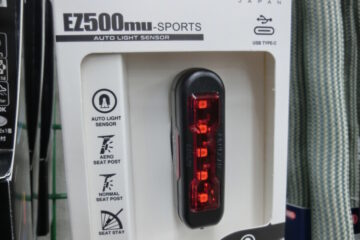 JAPAN
EZ500mu-SPORTS
AUTO LIGHT SENSOR
USB TYPE-C
AUTO LIGHT
SENSOR
AERO
SEAT POST
NORMAL
SEAT POST
SEAT STAY